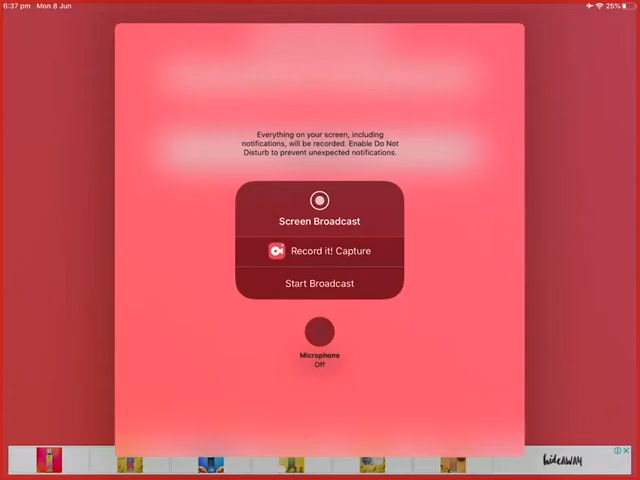 6:37 pm Mon 8 Jun
25%
Everything on your screen, including
notifications, will be recorded. Enable Do Not
Disturb to prevent unexpected notifications.
Screen Broadcast
Record it! Capture
Start Broadcast
Microphone
Off
hideaway